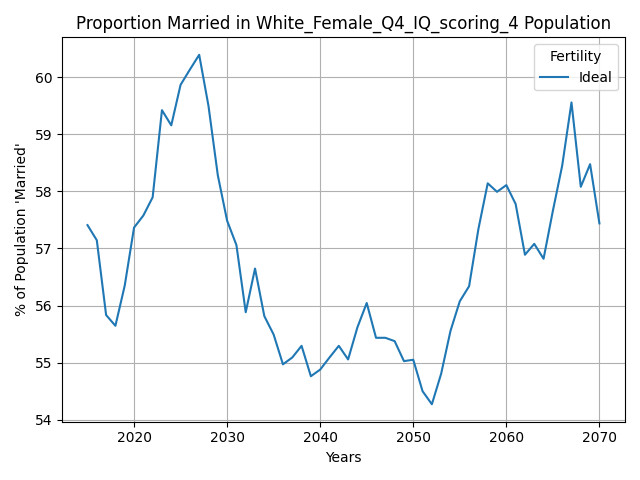 Proportion Married in White_Female_Q4_IQ_scoring_4 Population
Fertility
Ideal
% of Population 'Married'
60
59
58
57
56
55
54
2020 2030 2040 2050 2060 2070
Years